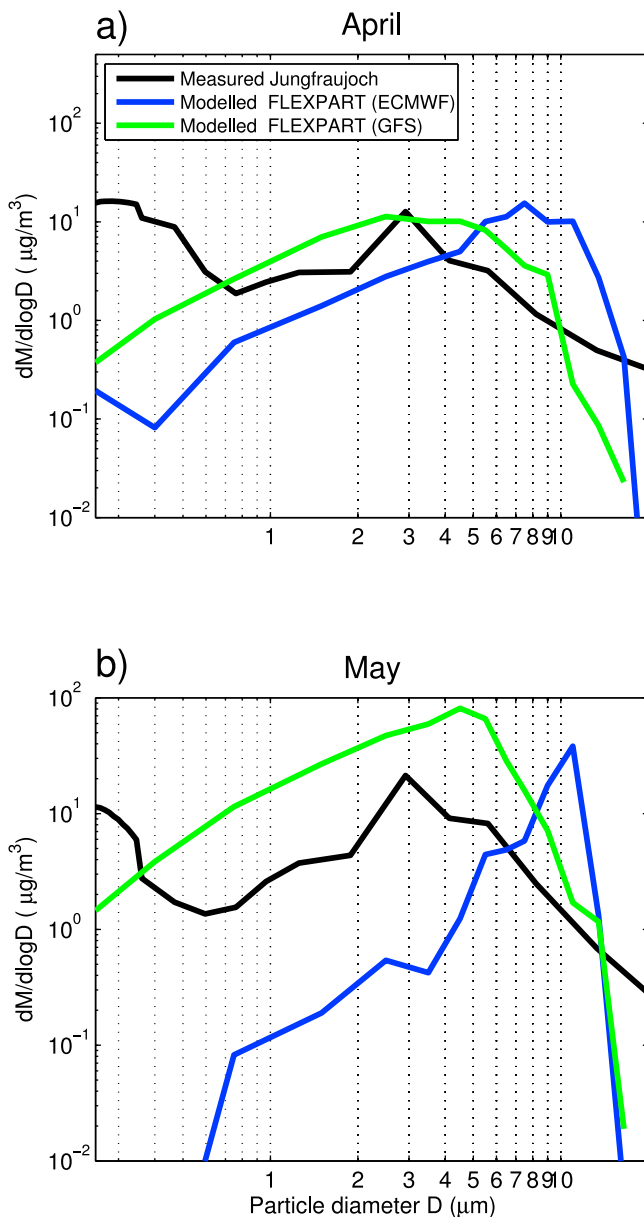 a)
April
Measured Jungfraujoch
Modelled FLEXPART (ECMWF)
Modelled FLEXPART (GFS)
10²
10¹
10⁰
10⁻¹
10⁻²
dM/dlogD ( μg/m³)
1 2 3 4 5 6 7 8 9 10
b)
May
10²
10¹
10⁰
10⁻¹
10⁻²
dM/dlogD ( μg/m³)
1 2 3 4 5 6 7 8 9 10
Particle diameter D (μm)